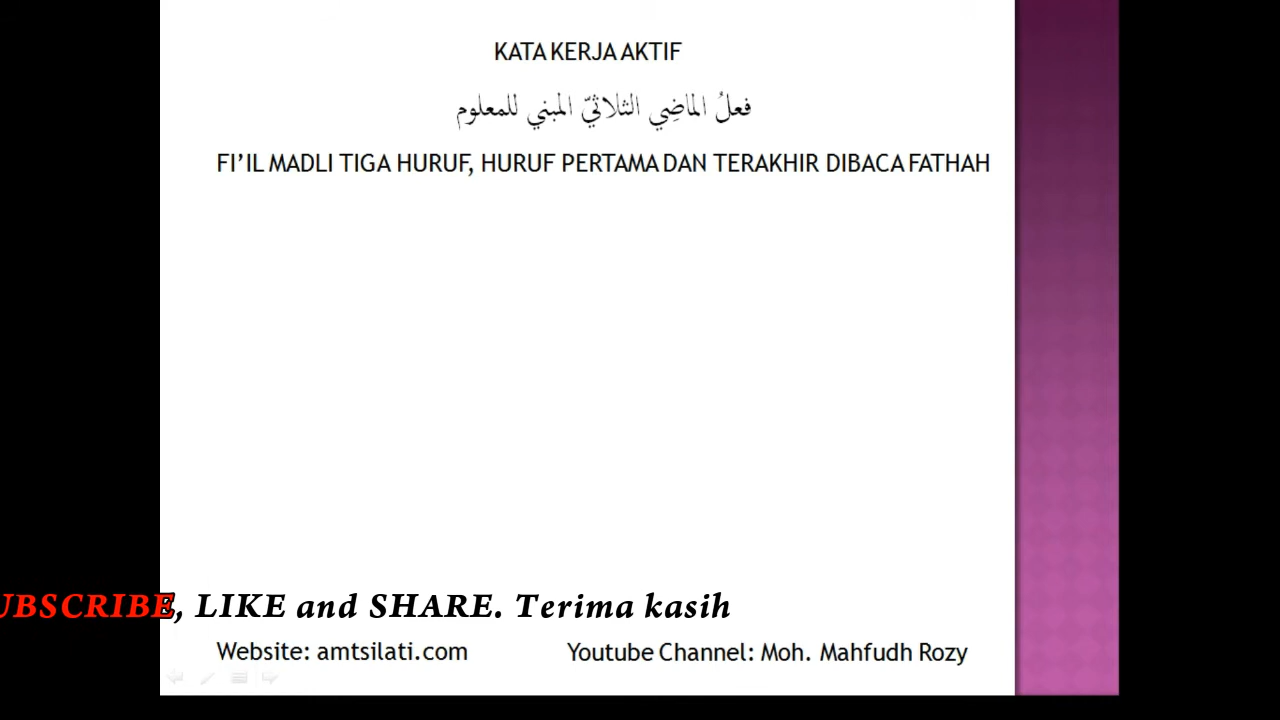 KATA KERJA AKTIF
فعلُ الماضِي الثلاثيّ المبني للمعلوم
FI’IL MADLI TIGA HURUF, HURUF PERTAMA DAN TERAKHIR DIBACA FATHAH
UBSCRIBE, LIKE and SHARE. Terima kasih
Website: amtsilati.com
Youtube Channel: Moh. Mahfudh Rozy